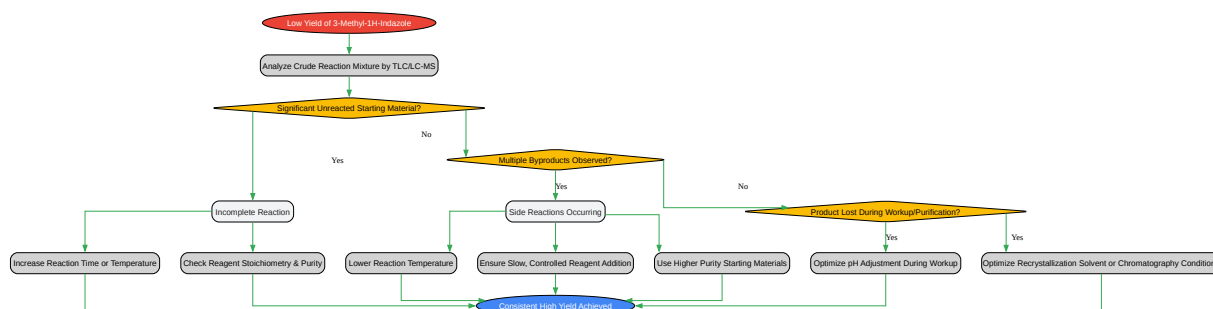 Low Yield of 3-Methyl-1H-Indazole
Analyze Crude Reaction Mixture by TLC/LC-MS
Significant Unreacted Starting Material?
No
Yes
Multiple Byproducts Observed?
Yes
No
Incomplete Reaction
Side Reactions Occurring
Product Lost During Workup/Purification?
Yes
Yes
Increase Reaction Time or Temperature
Check Reagent Stoichiometry & Purity
Lower Reaction Temperature
Ensure Slow, Controlled Reagent Addition
Use Higher Purity Starting Materials
Optimize pH Adjustment During Workup
Optimize Recrystallization Solvent or Chromatography Condition
Consistent High Yield Achieved